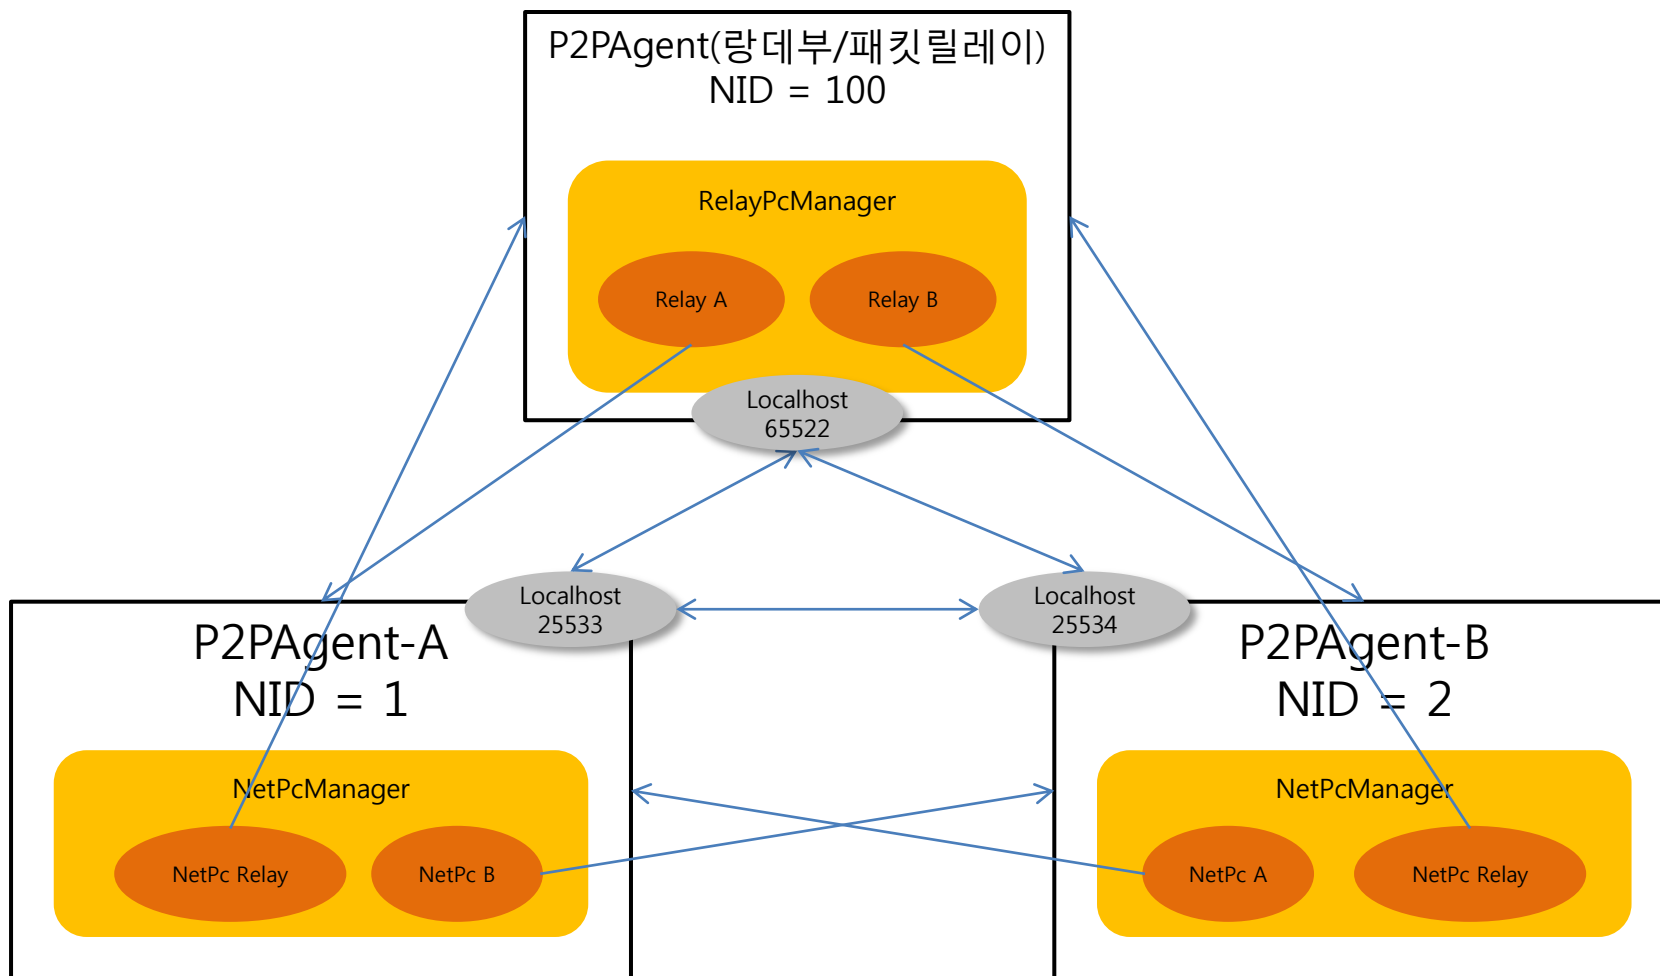 P2PAgent(랑데부/패킷릴레이)
NID = 100
RelayPcManager
Relay A
Relay B
Localhost
65522
Localhost
25533
Localhost
25534
P2PAgent-A
NID = 1
P2PAgent-B
NID = 2
NetPcManager
NetPc Relay
NetPc B
NetPcManager
NetPc A
NetPc Relay